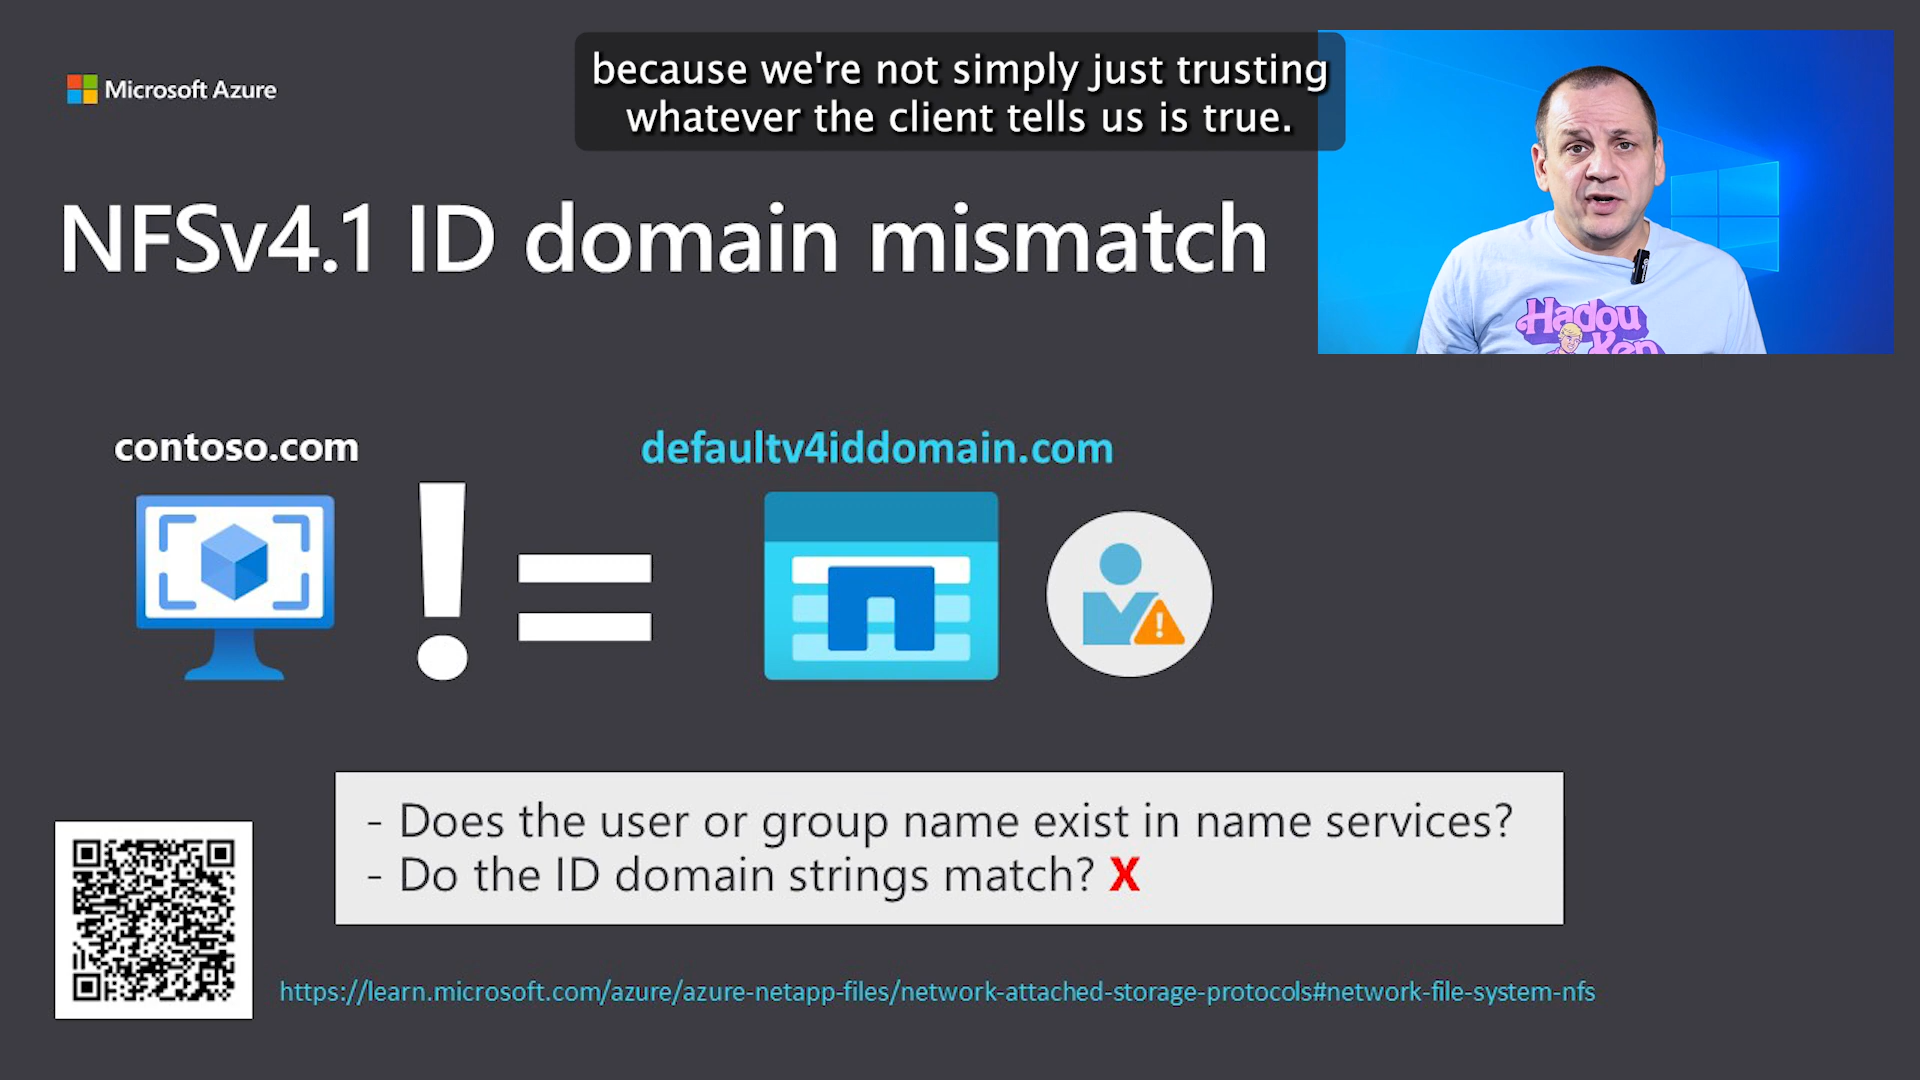 because we're not simply just trusting
whatever the client tells us is true.
Microsoft Azure
NFSv4.1 ID domain mismatch
Hadou
Ken
contoso.com
defaultv4iddomain.com
!=
- Does the user or group name exist in name services?
- Do the ID domain strings match? X
https://learn.microsoft.com/azure/azure-netapp-files/network-attached-storage-protocols#network-file-system-nfs